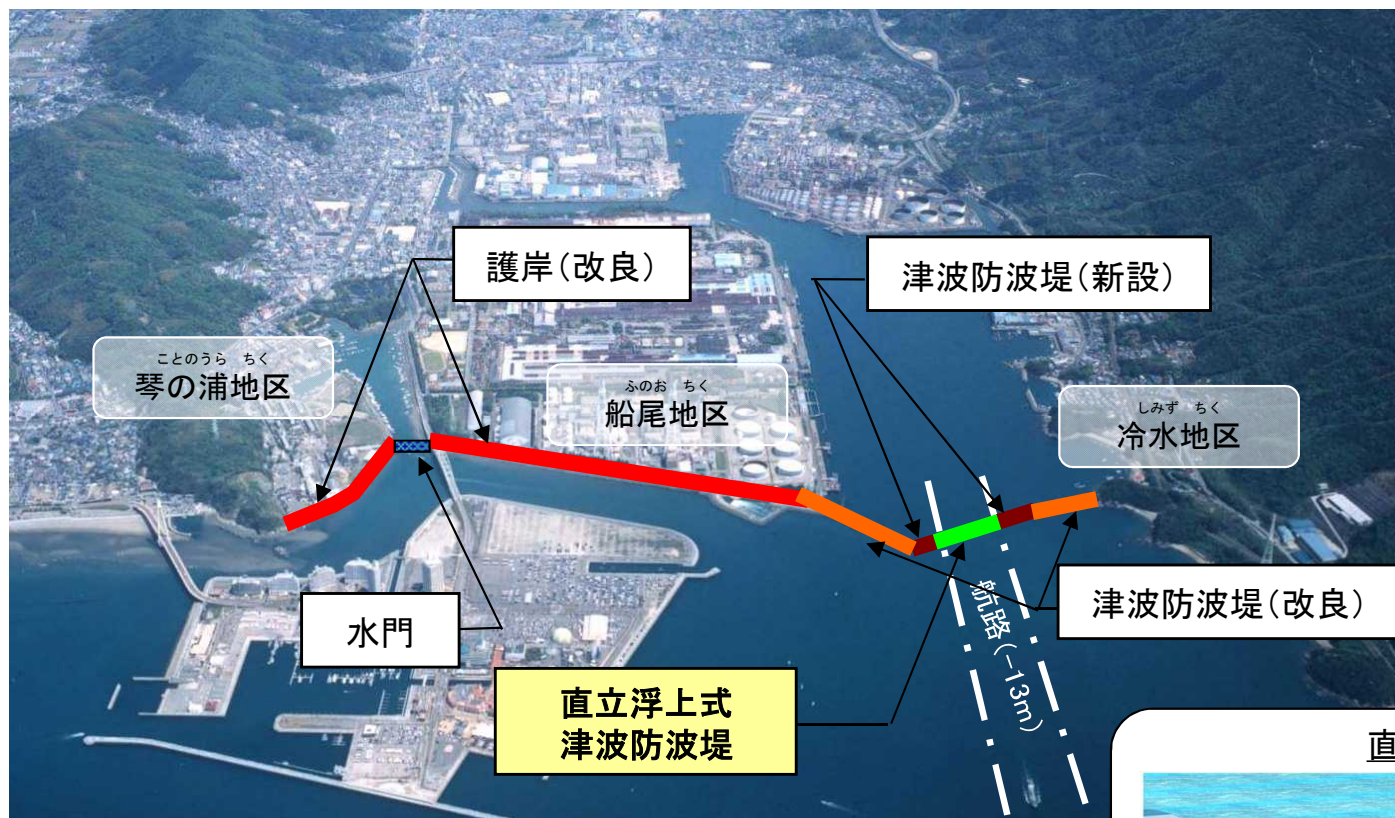 護岸(改良)
津波防波堤(新設)
ことのうら ちく
琴の浦地区
ふのお ちく
船尾地区
しみず ちく
冷水地区
津波防波堤(改良)
水門
航路(-13m)
直立浮上式
津波防波堤
直